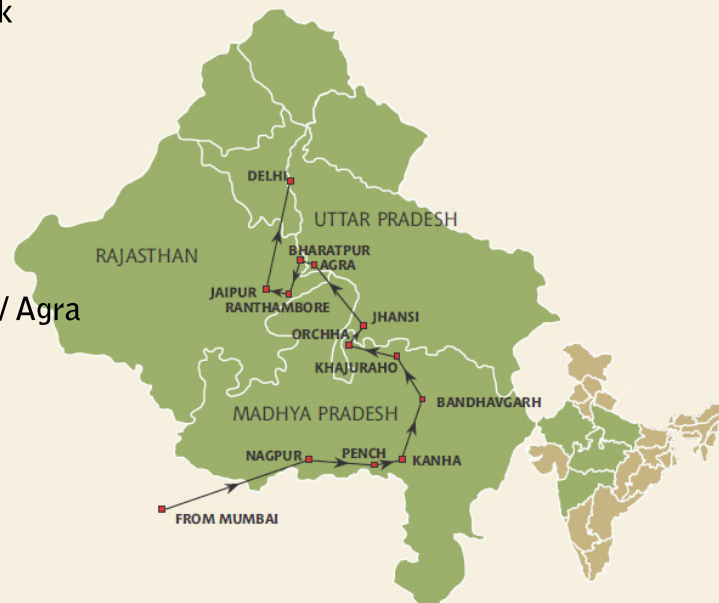 k
DELHI
UTTAR PRADESH
RAJASTHAN
BHARATPUR
AGRA
JAIPUR
RANTHAMBORE
/ Agra
JHANSI
ORCHHA
KHAJURAHO
BANDHAVGARH
MADHYA PRADESH
NAGPUR
PENCH
KANHA
FROM MUMBAI